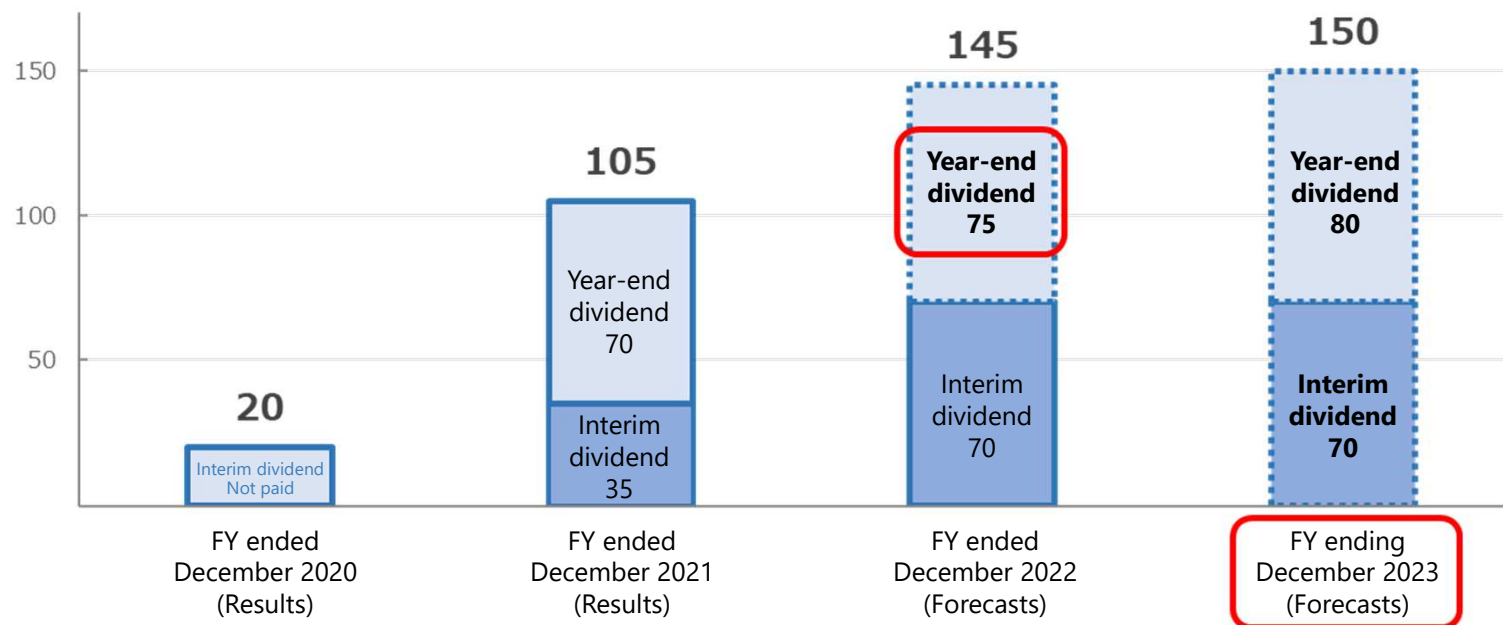 150
100
50
20
Interim dividend
Not paid
105
Year-end
dividend
70
Interim
dividend
35
145
Year-end
dividend
75
Interim
dividend
70
150
Year-end
dividend
80
Interim
dividend
70
FY ended
December 2020
(Results)
FY ended
December 2021
(Results)
FY ended
December 2022
(Forecasts)
FY ending
December 2023
(Forecasts)